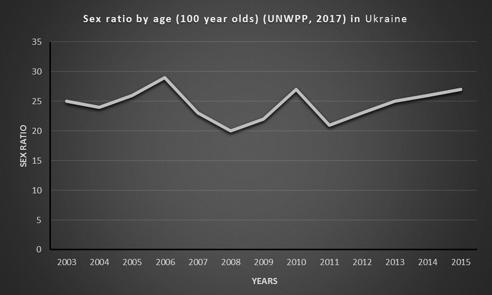 Sex ratio by age (100 year olds) (UNWPP, 2017) in Ukraine
35
30
25
20
15
10
5
0
SEX RATIO
2003 2004 2005 2006 2007 2008 2009 2010 2011 2012 2013 2014 2015
YEARS